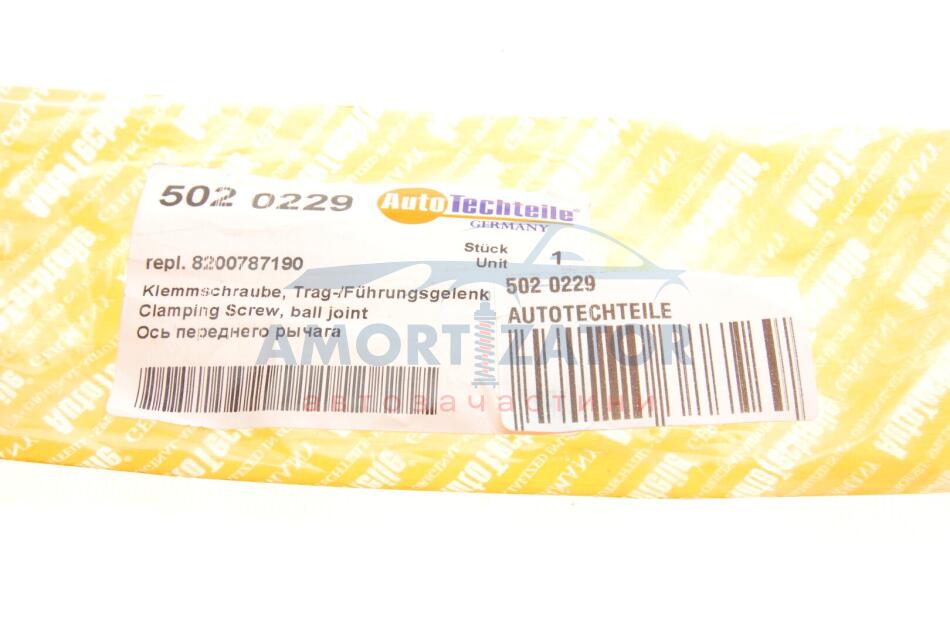 502 0229
AutoTechteile
GERMANY
repl. 8200787190
Stück 1
Unit
Klemmschraube, Trag-/Führungsgelenk
Clamping Screw, ball joint
Ось переднего рычага
502 0229
AUTOTECHTEILE
AMORTIZATOR
автозачастини